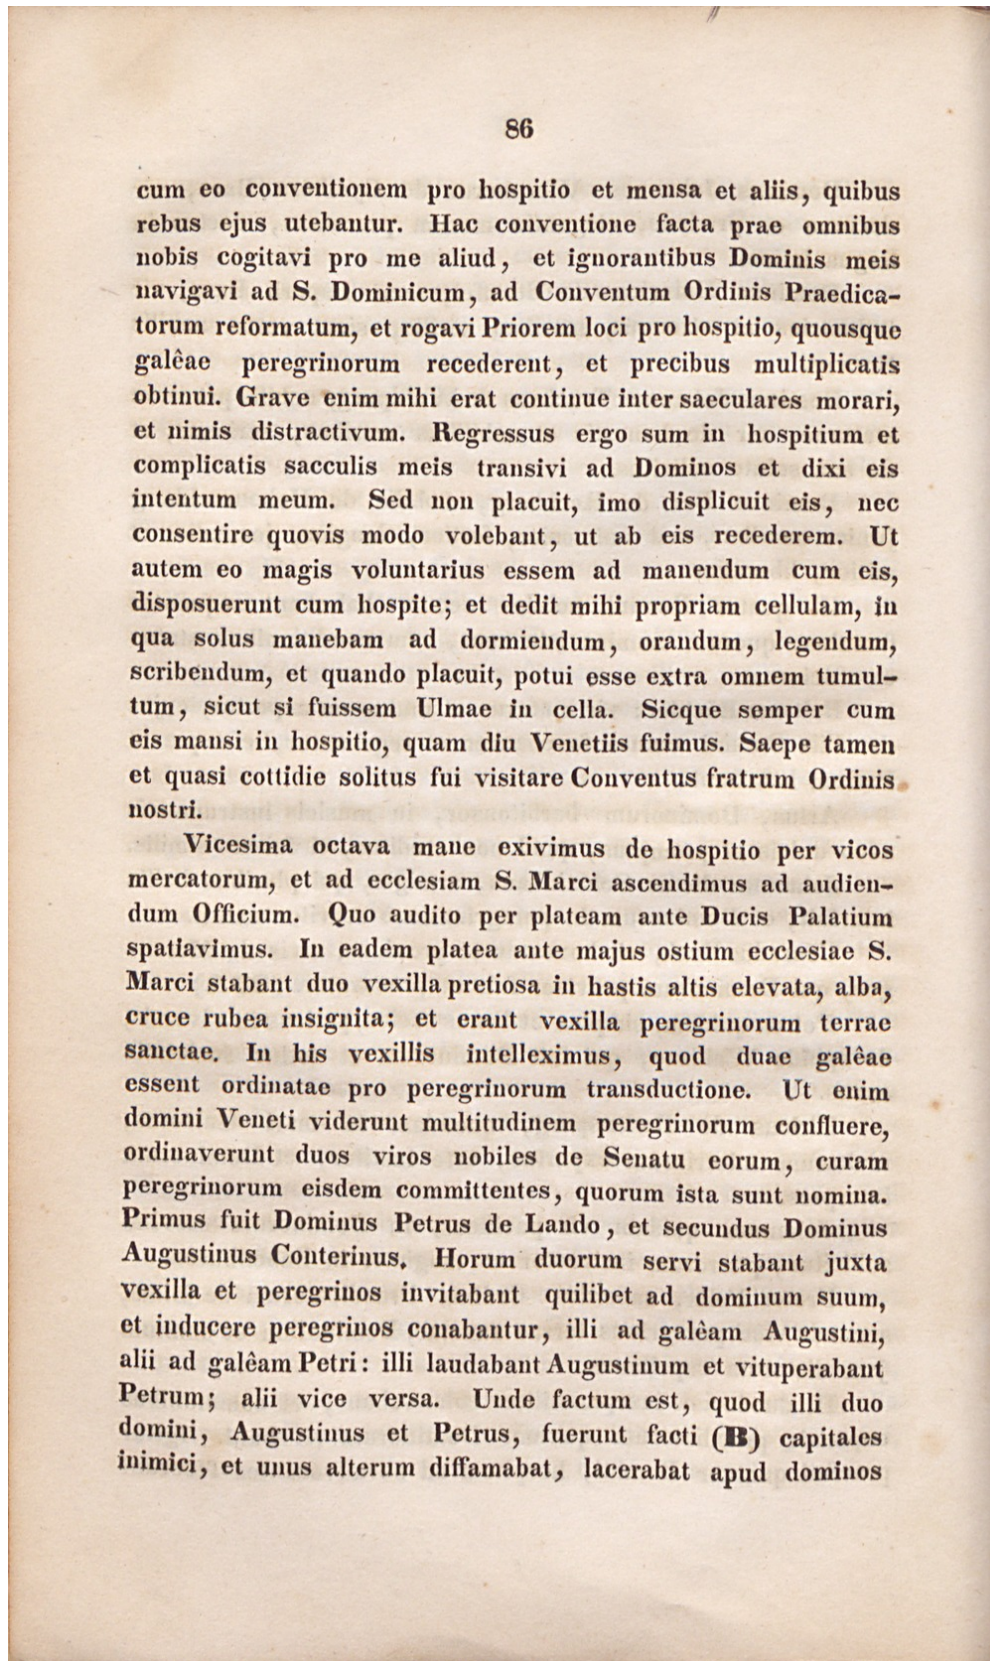 86
cum eo conventionem pro hospitio et mensa et aliis, quibus
rebus ejus utebantur. Hac conventione facta prae omnibus
nobis cogitavi pro me aliud, et ignorantibus Dominis meis
navigavi ad S. Dominicum, ad Conventum Ordinis Praedica-
torum reformatum, et rogavi Priorem loci pro hospitio, quousque
galêae peregrinorum recederent, et precibus multiplicatis
obtinui. Grave enim mihi erat continue inter saeculares morari,
et nimis distractivum. Regressus ergo sum in hospitium et
complicatis sacculis meis transivi ad Dominos et dixi eis
intentum meum. Sed non placuit, imo displicuit eis, nec
consentire quovis modo volebant, ut ab eis recederem. Ut
autem eo magis voluntarius essem ad manendum cum eis,
disposuerunt cum hospite; et dedit mihi propriam cellulam, in
qua solus manebam ad dormiendum, orandum, legendum,
scribendum, et quando placuit, potui esse extra omnem tumul-
tum, sicut si fuissem Ulmae in cella. Sicque semper cum
eis mansi in hospitio, quam diu Venetiis fuimus. Saepe tamen
et quasi cottidie solitus fui visitare Conventus fratrum Ordinis
nostri.
Vicesima octava mane exivimus de hospitio per vicos
mercatorum, et ad ecclesiam S. Marci ascendimus ad audien-
dum Officium. Quo audito per plateam ante Ducis Palatium
spatiavimus. In eadem platea ante majus ostium ecclesiae S.
Marci stabant duo vexilla pretiosa in hastis altis elevata, alba,
cruce rubea insignita; et erant vexilla peregrinorum terrae
sanctae. In his vexillis intelleximus, quod duae galêae
essent ordinatae pro peregrinorum transductione. Ut enim
domini Veneti viderunt multitudinem peregrinorum confluere,
ordinaverunt duos viros nobiles de Senatu eorum, curam
peregrinorum eisdem committentes, quorum ista sunt nomina.
Primus fuit Dominus Petrus de Lando, et secundus Dominus
Augustinus Conterinus. Horum duorum servi stabant juxta
vexilla et peregrinos invitabant quilibet ad dominum suum,
et inducere peregrinos conabantur, illi ad galêam Augustini,
alii ad galêam Petri: illi laudabant Augustinum et vituperabant
Petrum; alii vice versa. Unde factum est, quod illi duo
domini, Augustinus et Petrus, fuerunt facti (B) capitales
inimici, et unus alterum diffamabat, lacerabat apud dominos